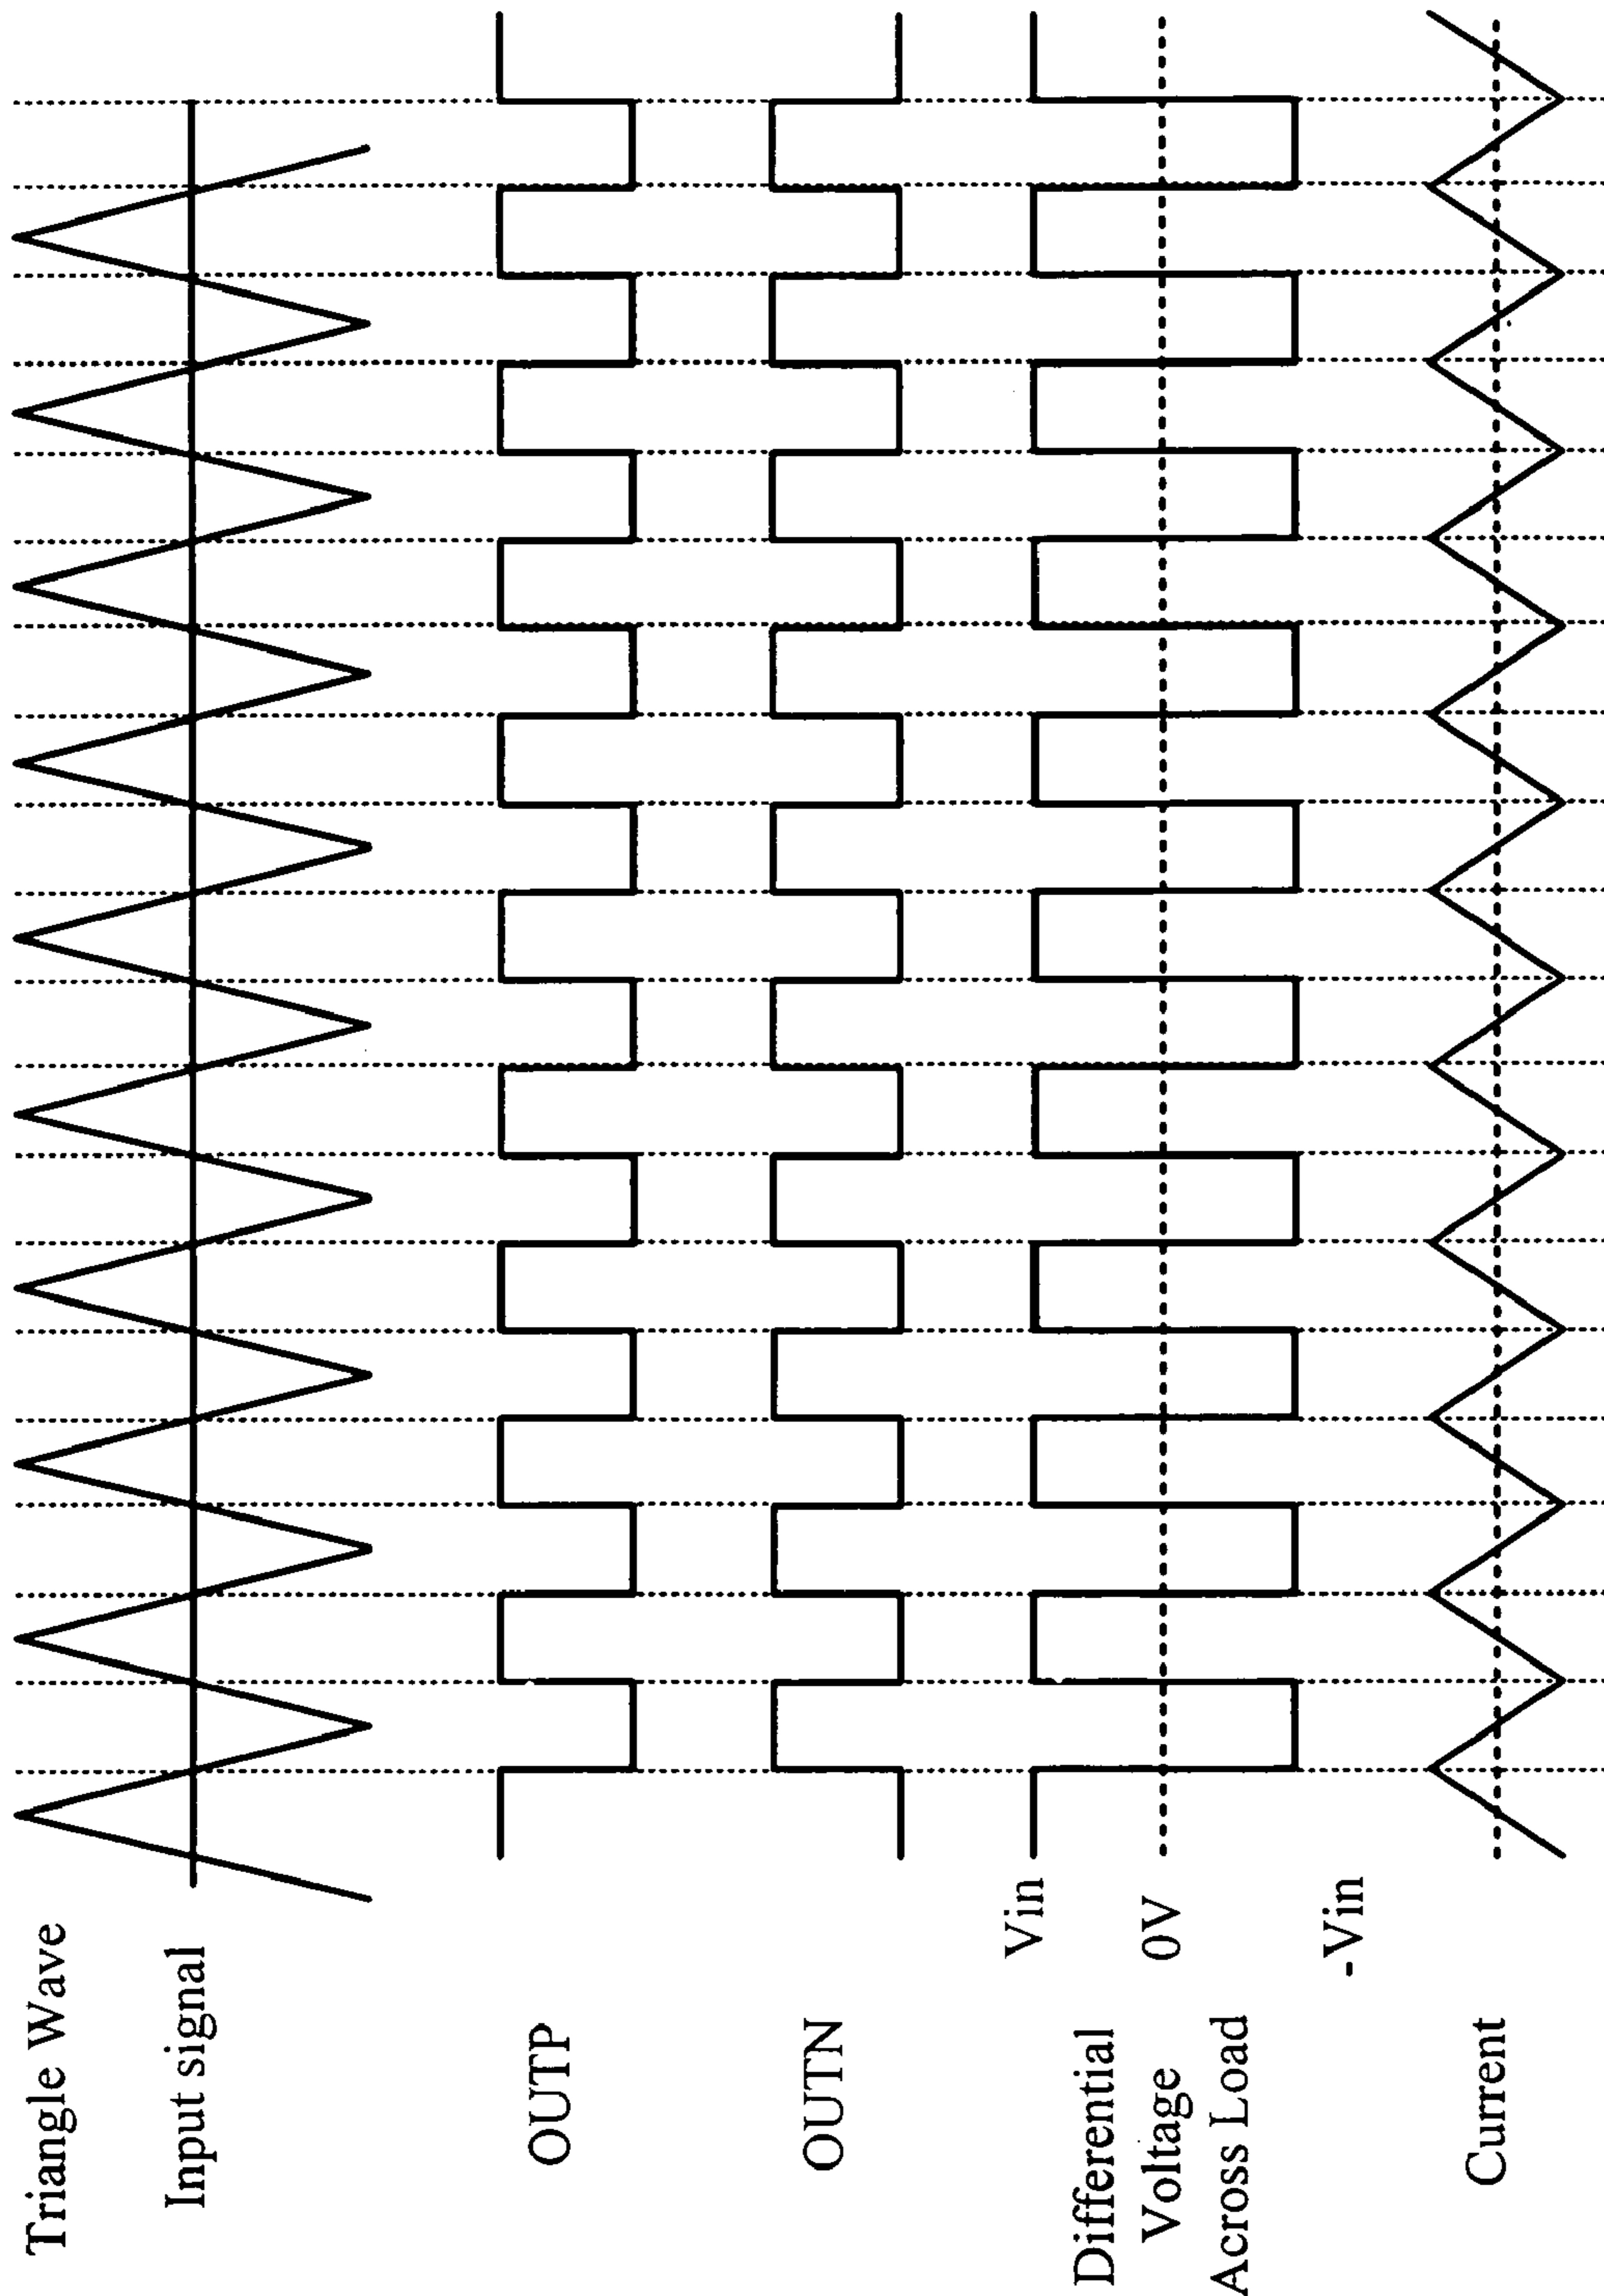 Triangle Wave
Input signal
OUTP
OUTN
Vin
Differential
0V
Voltage
Across Load
-Vin
Current